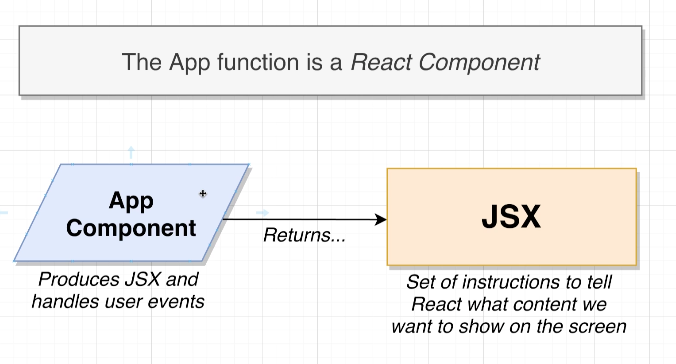 The App function is a React Component
App
Component
Returns...
JSX
Produces JSX and
handles user events
Set of instructions to tell
React what content we
want to show on the screen